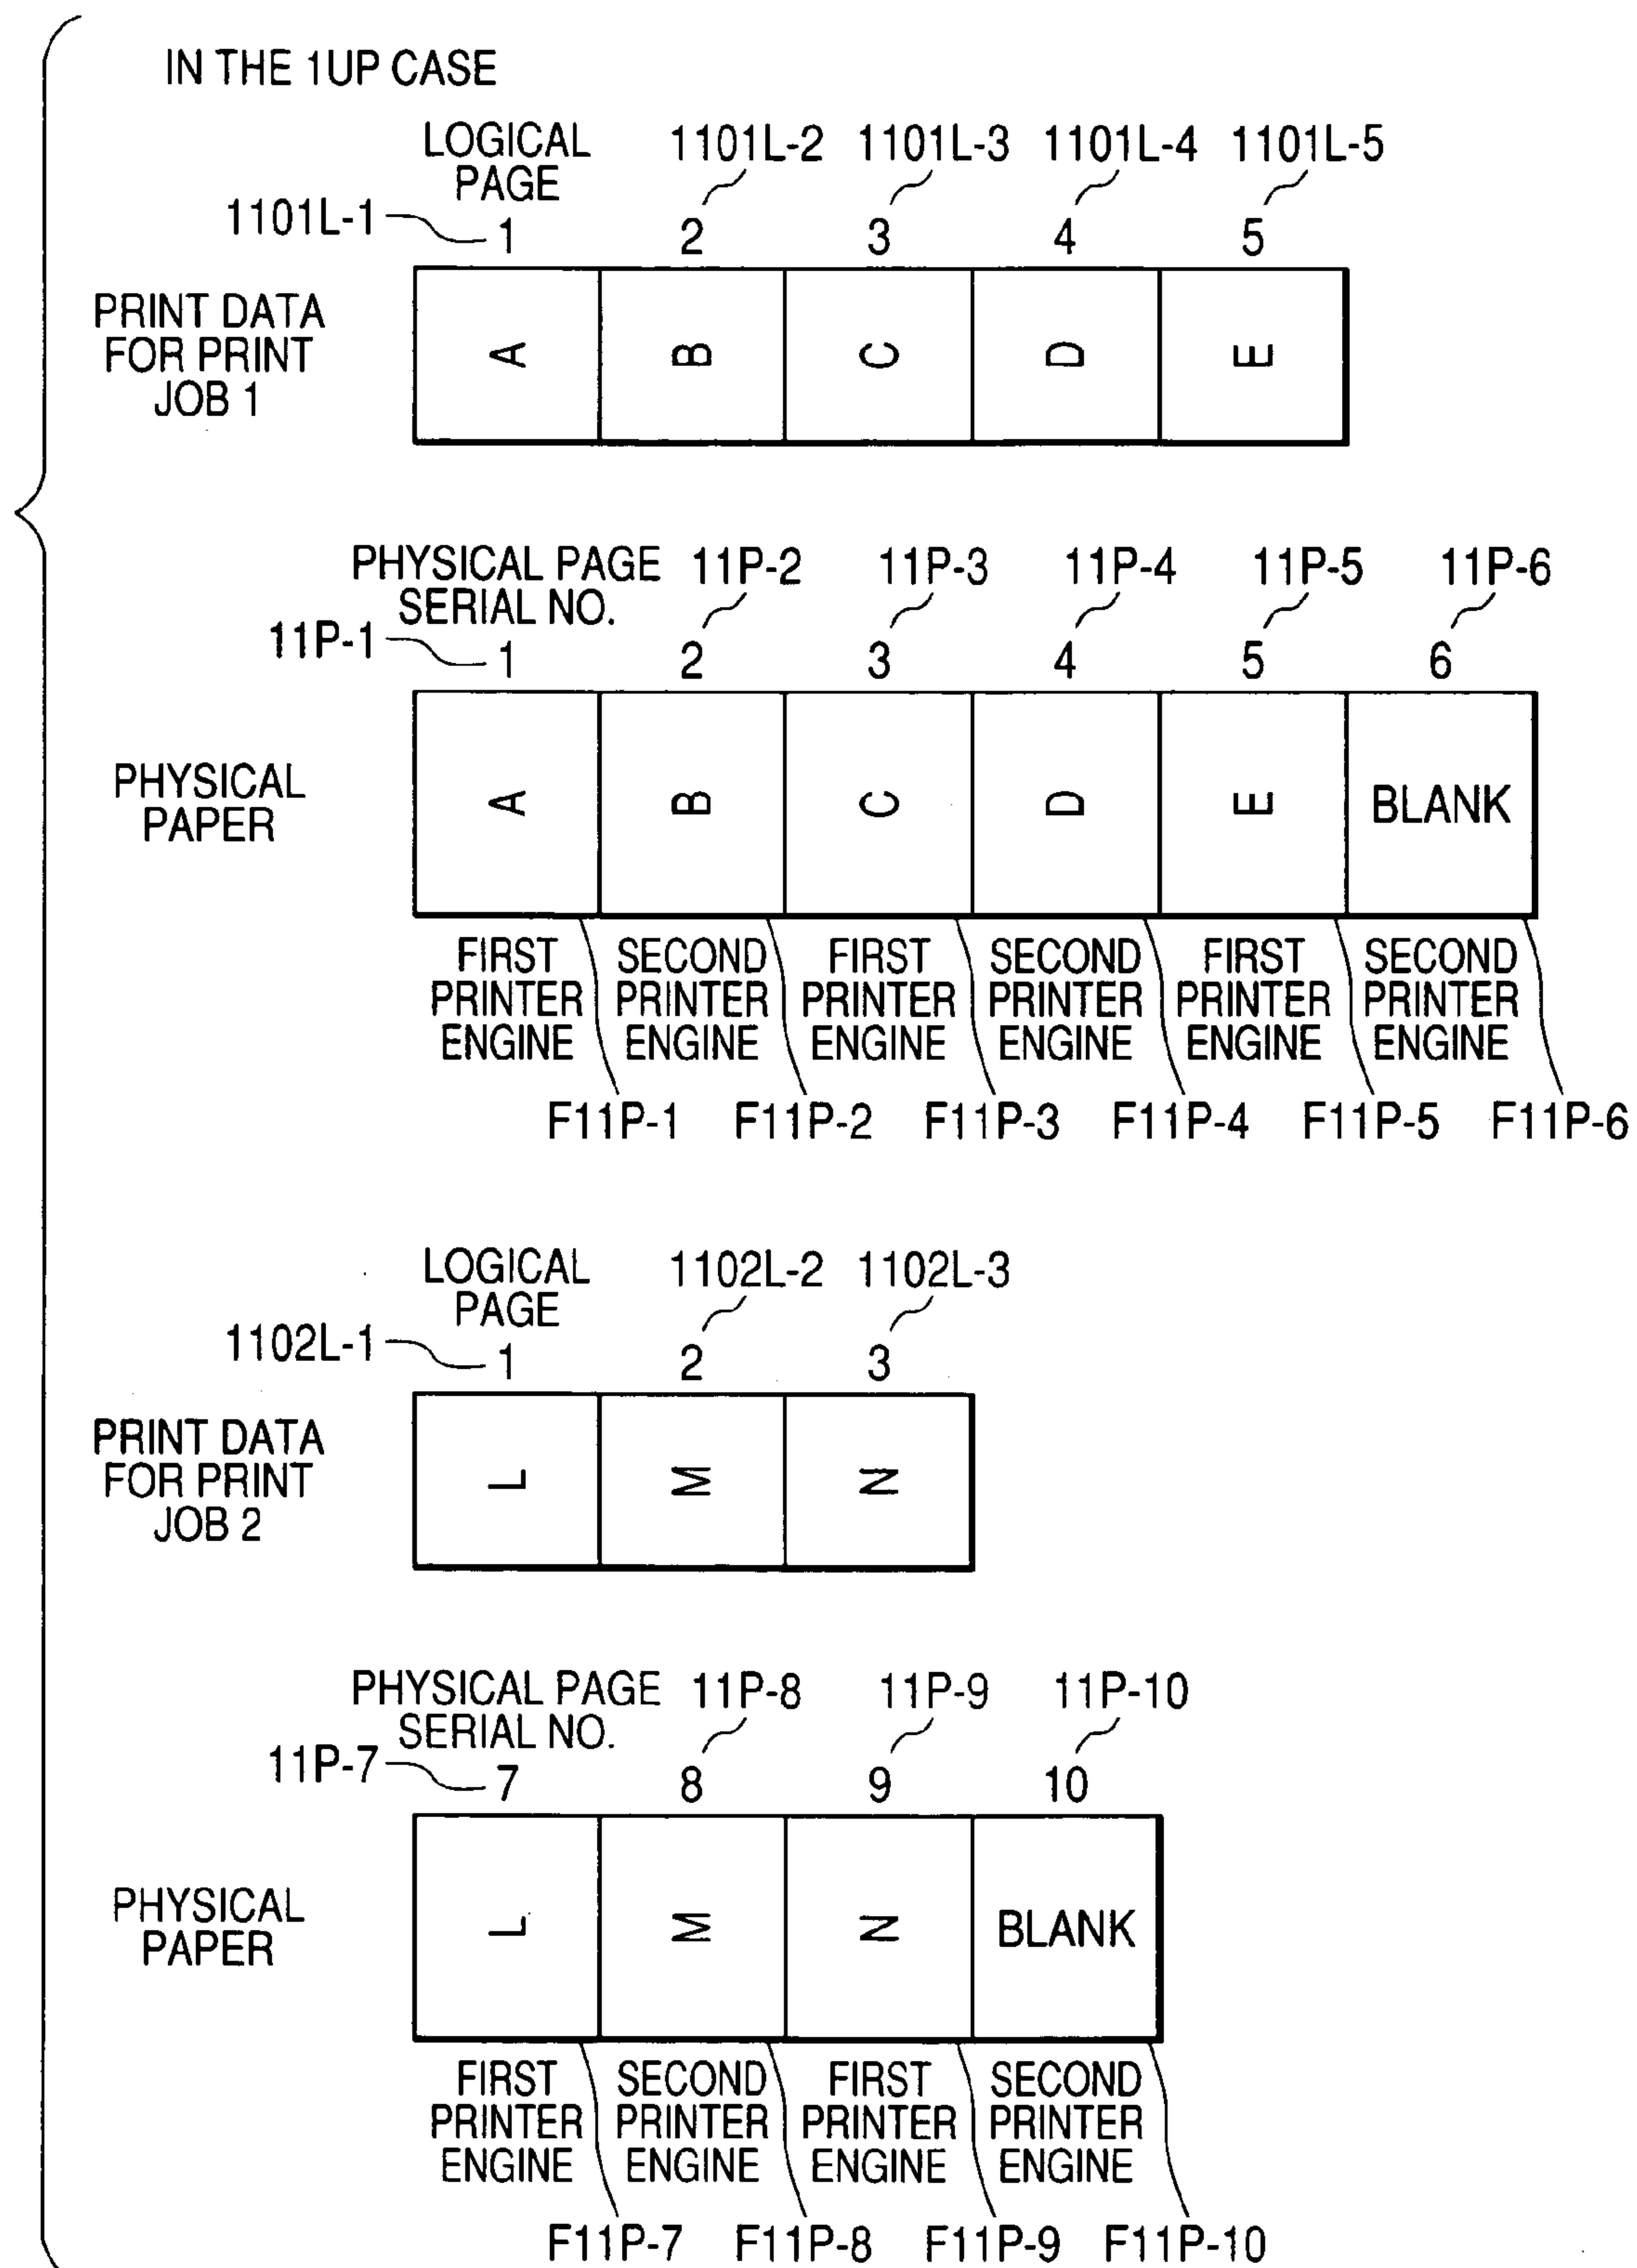 IN THE 1UP CASE
LOGICAL PAGE
1101L-2 1101L-3 1101L-4 1101L-5
1101L-1
1 2 3 4 5
PRINT DATA
FOR PRINT
JOB 1
A B C D E
PHYSICAL PAGE
SERIAL NO.
11P-2 11P-3 11P-4 11P-5 11P-6
11P-1
1 2 3 4 5 6
PHYSICAL
PAPER
A B C D E BLANK
FIRST SECOND FIRST SECOND FIRST SECOND
PRINTER PRINTER PRINTER PRINTER PRINTER PRINTER
ENGINE ENGINE ENGINE ENGINE ENGINE ENGINE
F11P-1 F11P-2 F11P-3 F11P-4 F11P-5 F11P-6
LOGICAL
PAGE
1102L-2 1102L-3
1102L-1
1 2 3
PRINT DATA
FOR PRINT
JOB 2
L M N
PHYSICAL PAGE
SERIAL NO.
11P-8 11P-9 11P-10
11P-7
7 8 9 10
PHYSICAL
PAPER
L M N BLANK
FIRST SECOND FIRST SECOND
PRINTER PRINTER PRINTER PRINTER
ENGINE ENGINE ENGINE ENGINE
F11P-7 F11P-8 F11P-9 F11P-10